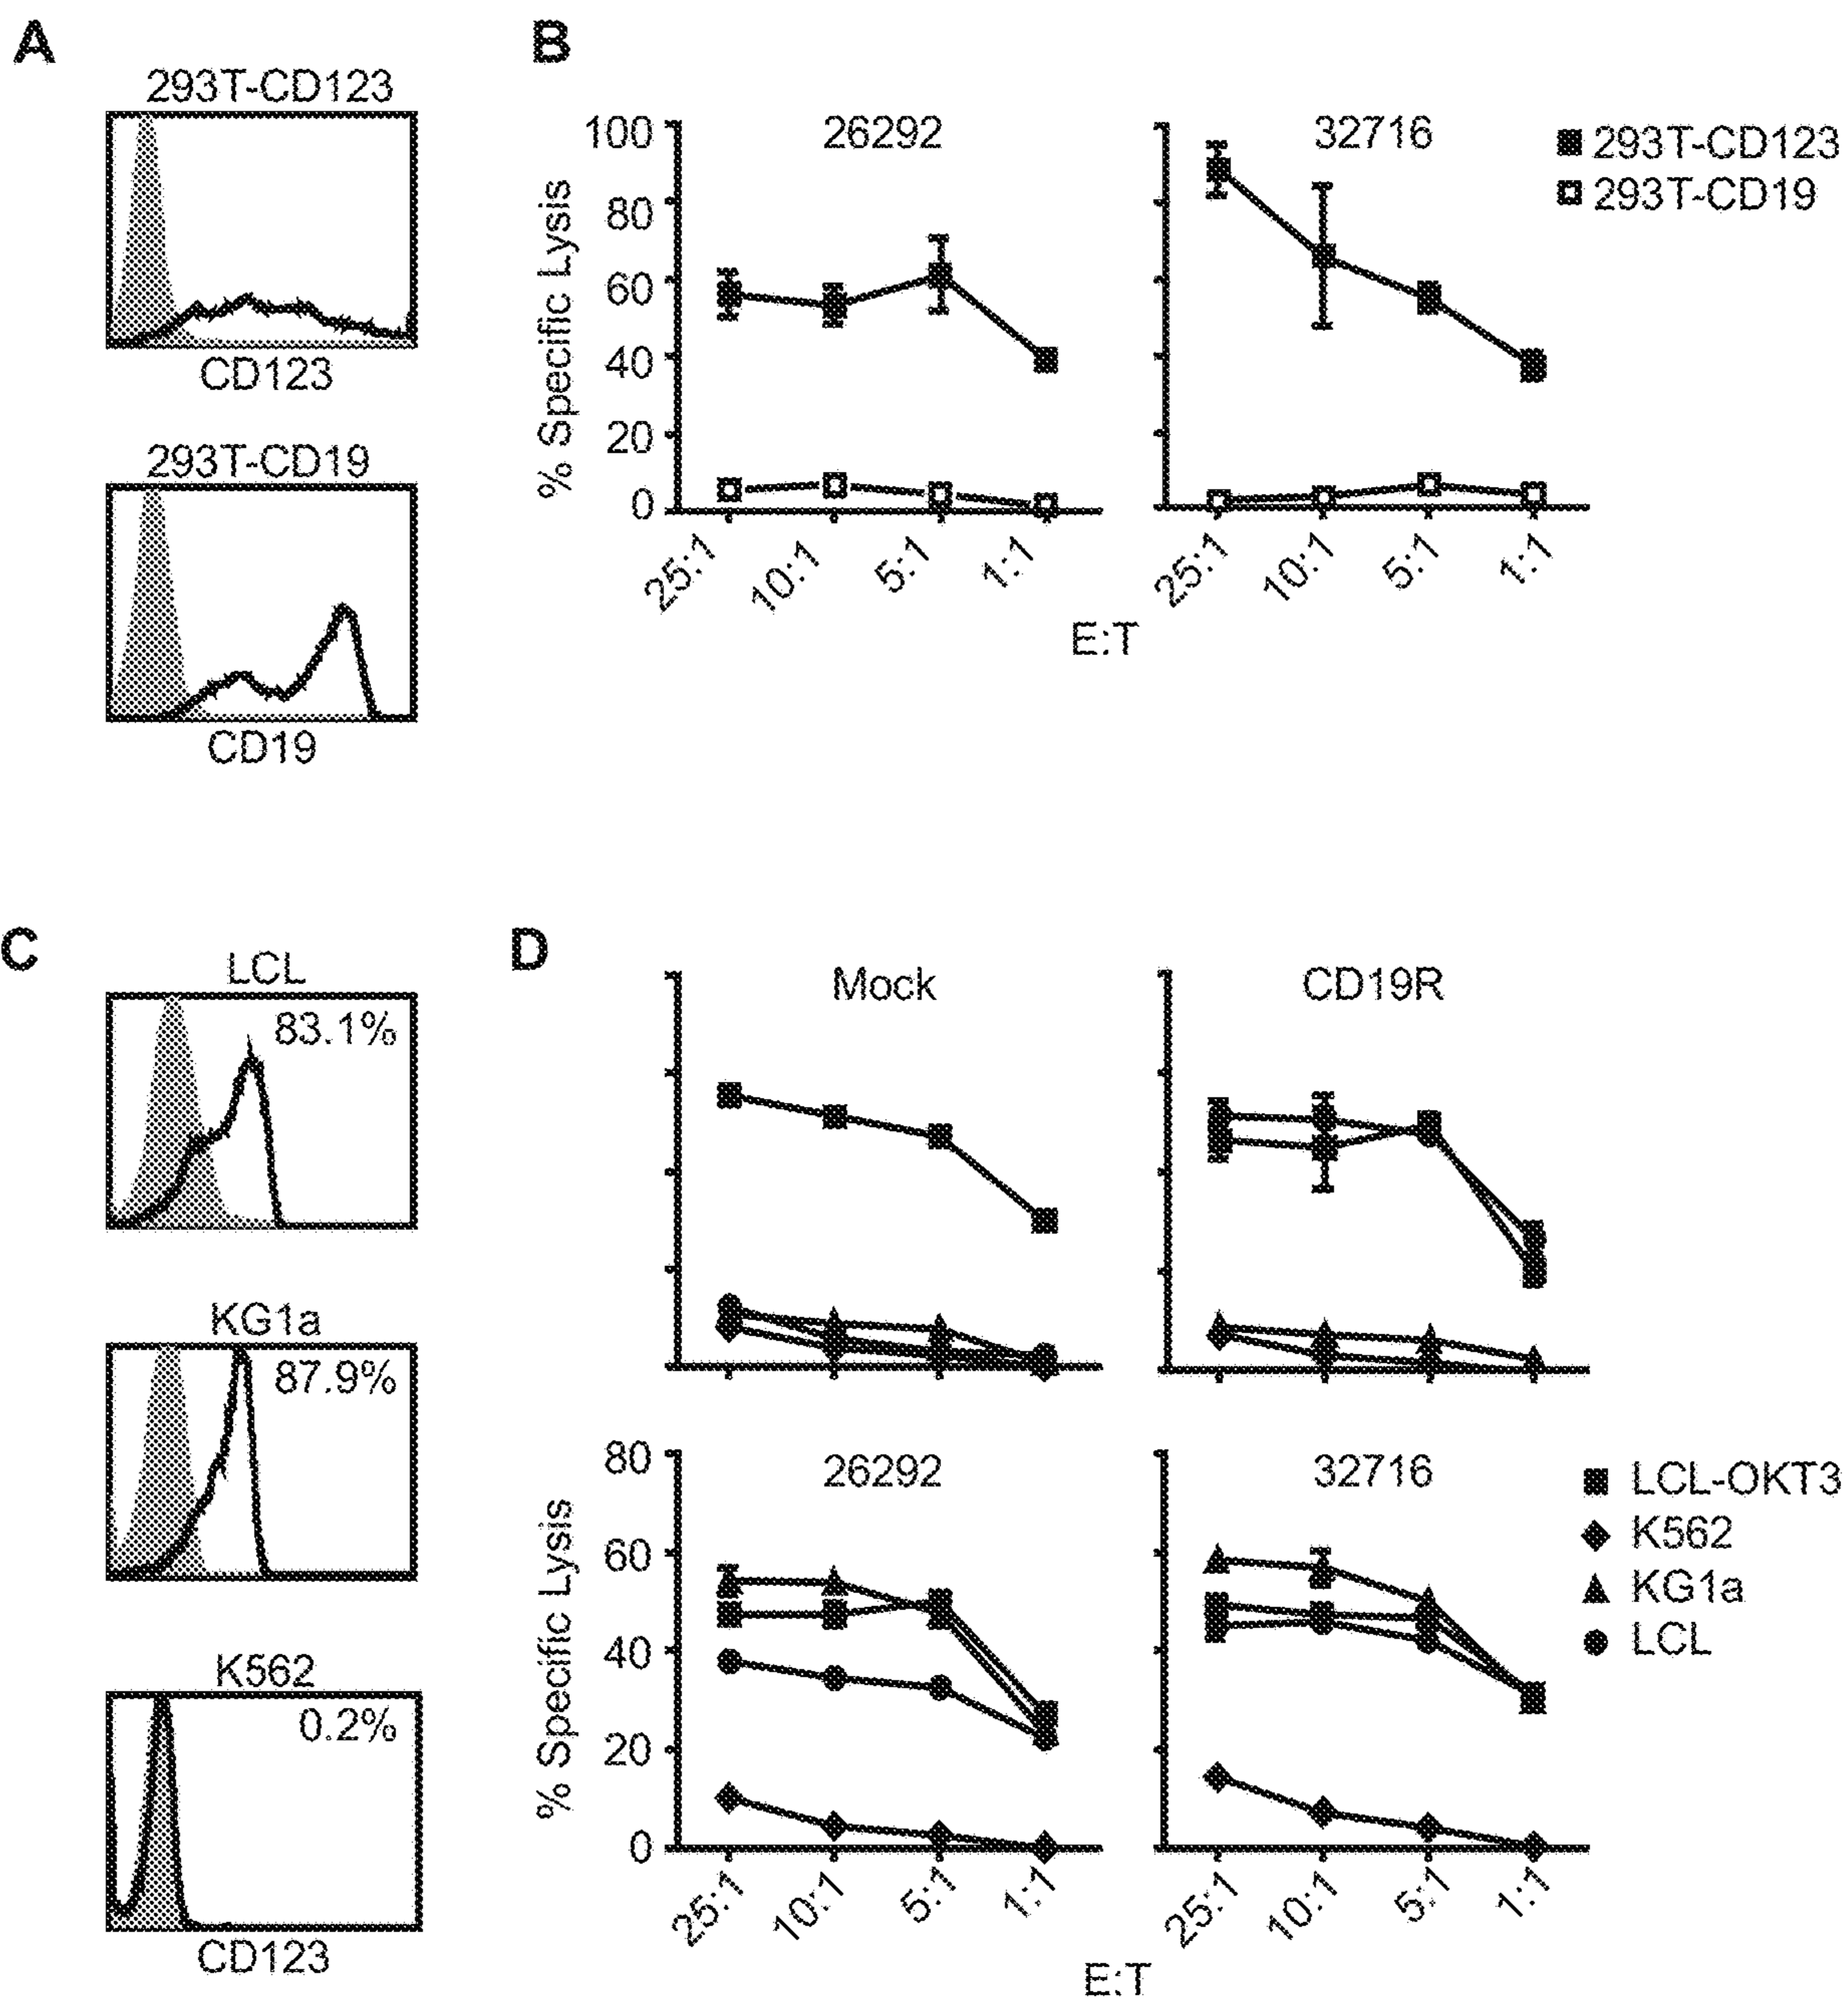 A
293T-CD123
CD123
293T-CD19
CD19
B
26292
32716
293T-CD123
293T-CD19
% Specific Lysis
100
80
60
40
20
0
25:1
10:1
5:1
1:1
25:1
10:1
5:1
1:1
E:T
C
LCL
83.1%
KG1a
87.9%
K562
0.2%
CD123
D
Mock
CD19R
26292
32716
% Specific Lysis
80
60
40
20
0
25:1
10:1
5:1
1:1
25:1
10:1
5:1
1:1
E:T
LCL-OKT3
K562
KG1a
LCL